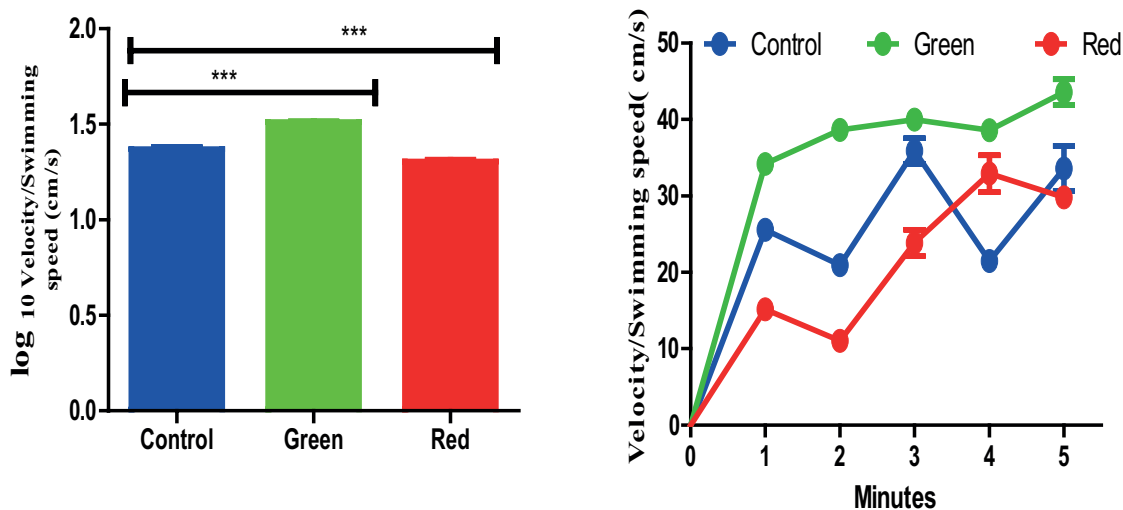 log 10 Velocity/Swimming
speed (cm/s)
2.0
1.5
1.0
0.5
0.0
***
***
Control
Green
Red
Velocity/Swimming speed( cm/s)
50
40
30
20
10
0
Control
Green
Red
0
1
2
3
4
5
Minutes